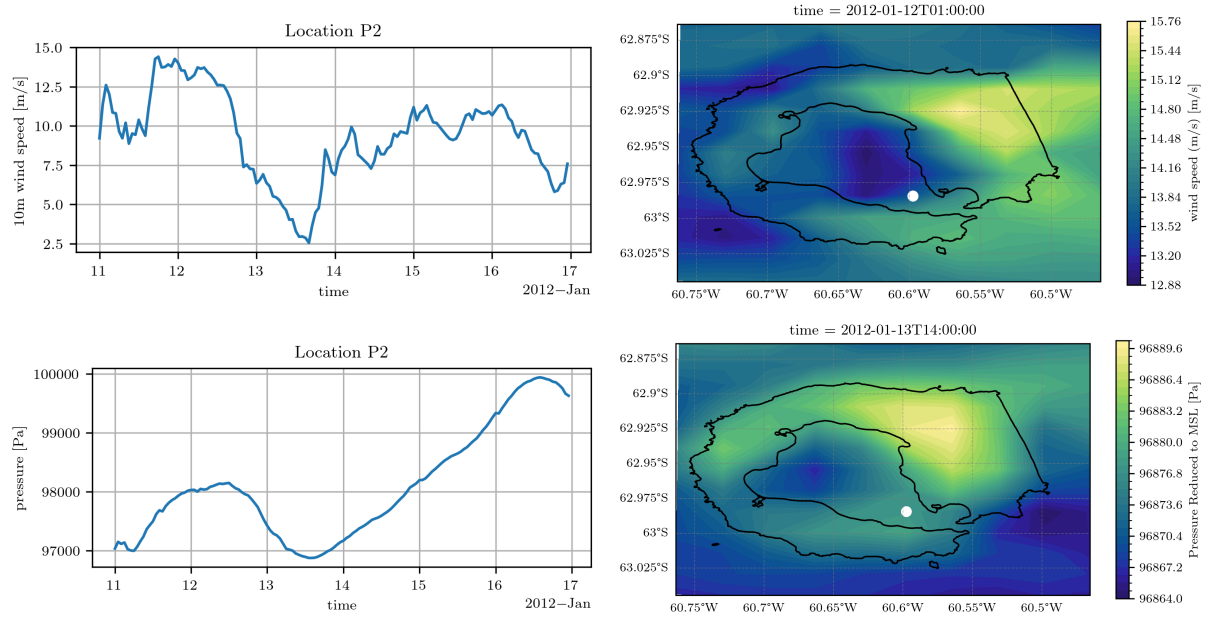 Location P2
15.0
12.5
10.0
7.5
5.0
2.5
10m wind speed [m/s]
11 12 13 14 15 16 17
time
2012−Jan
time = 2012-01-12T01:00:00
62.875°S
62.9°S
62.925°S
62.95°S
62.975°S
63°S
63.025°S
60.75°W 60.7°W 60.65°W 60.6°W 60.55°W 60.5°W
15.76
15.44
15.12
14.80
14.48
14.16
13.84
13.52
13.20
12.88
wind speed (m/s) [m/s]
Location P2
100000
99000
98000
97000
pressure [Pa]
11 12 13 14 15 16 17
time
2012−Jan
time = 2012-01-13T14:00:00
62.875°S
62.9°S
62.925°S
62.95°S
62.975°S
63°S
63.025°S
60.75°W 60.7°W 60.65°W 60.6°W 60.55°W 60.5°W
96889.6
96886.4
96883.2
96880.0
96876.8
96873.6
96870.4
96867.2
96864.0
Pressure Reduced to MSL [Pa]